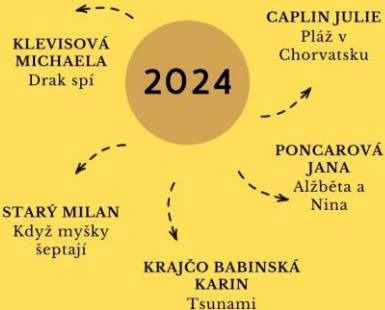 KLEVISOVÁ
MICHAELA
Drak spí
2024
CAPLIN JULIE
Pláž v
Chorvatsku
PONCAROVÁ
JANA
Alžběta a
Nina
STARÝ MILAN
Když myšky
šeptají
KRAJČO BABINSKÁ
KARIN
Tsunami